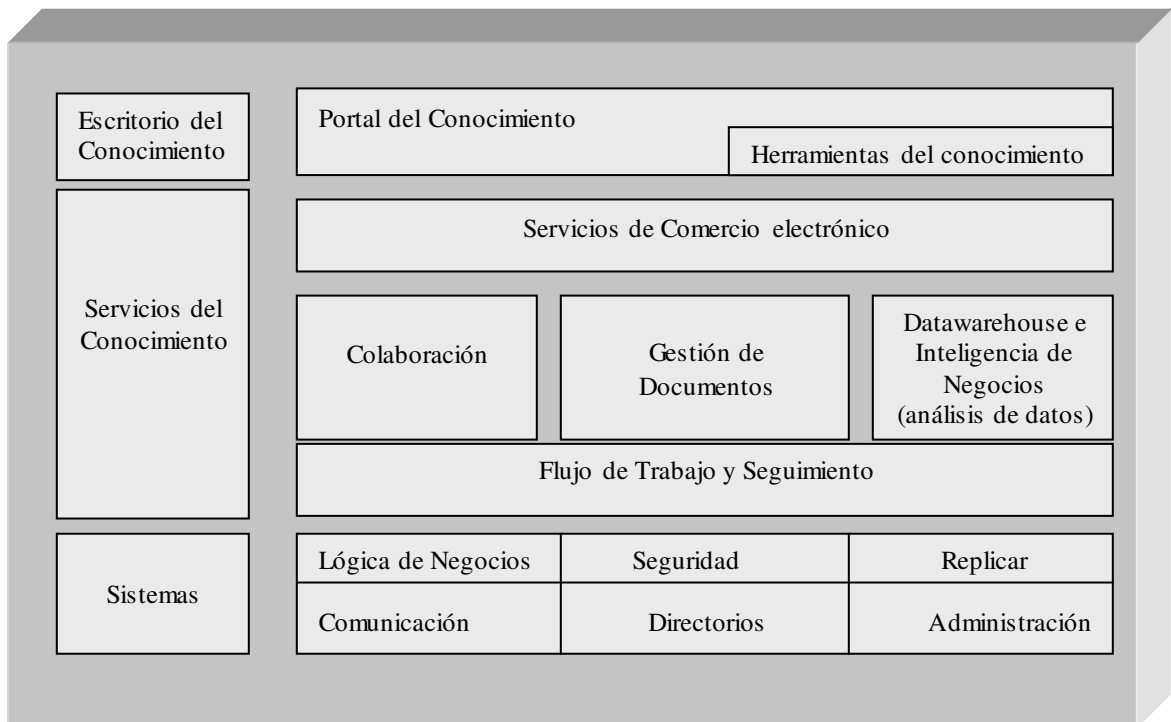 Escritorio del
Conocimiento
Portal del Conocimiento
Herramientas del conocimiento
Servicios del
Conocimiento
Servicios de Comercio electrónico
Colaboración
Gestión de
Documentos
Datawarehouse e
Inteligencia de
Negocios
(análisis de datos)
Flujo de Trabajo y Seguimiento
Sistemas
Lógica de Negocios
Seguridad
Replicar
Comunicación
Directorios
Administración